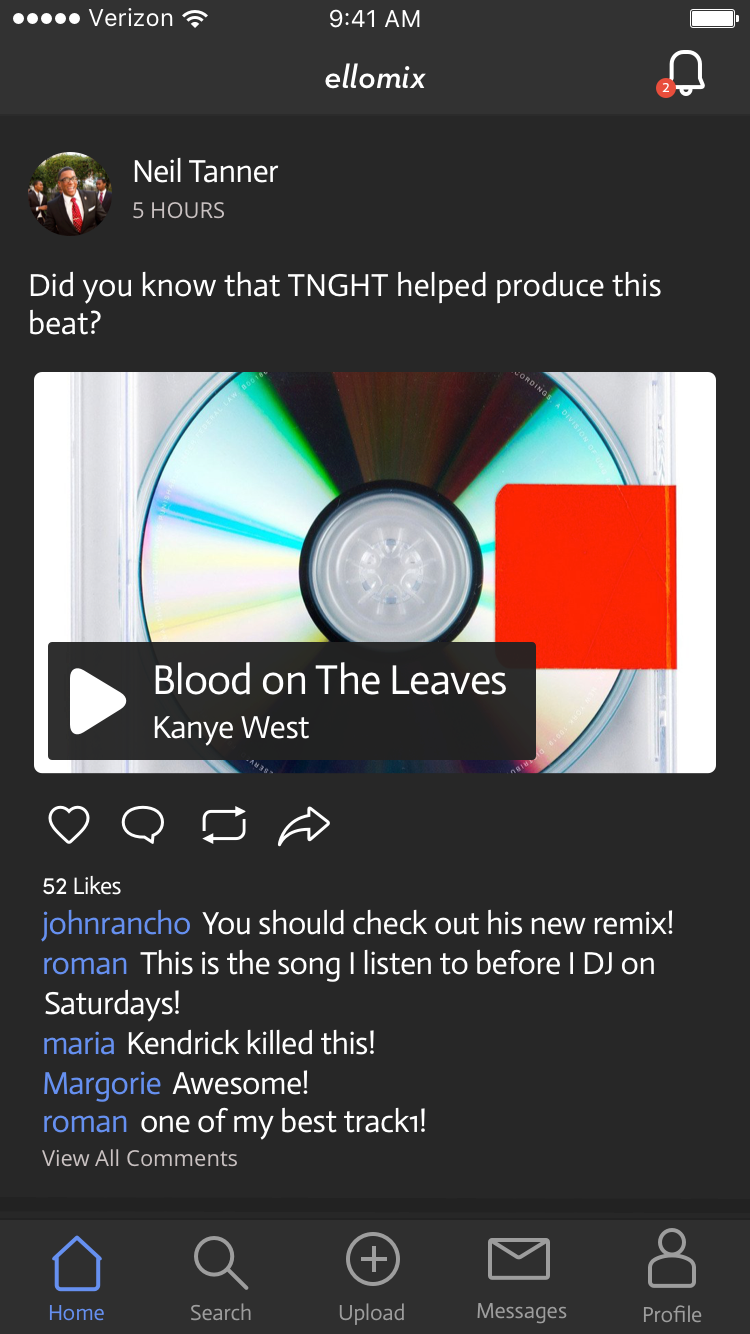 Verizon 9:41 AM
ellomix
2
Neil Tanner
5 HOURS
Did you know that TNGHT helped produce this
beat?
Blood on The Leaves
Kanye West
52 Likes
johnrancho You should check out his new remix!
roman This is the song I listen to before I DJ on
Saturdays!
maria Kendrick killed this!
Margorie Awesome!
roman one of my best track1!
View All Comments
Home Search Upload Messages Profile